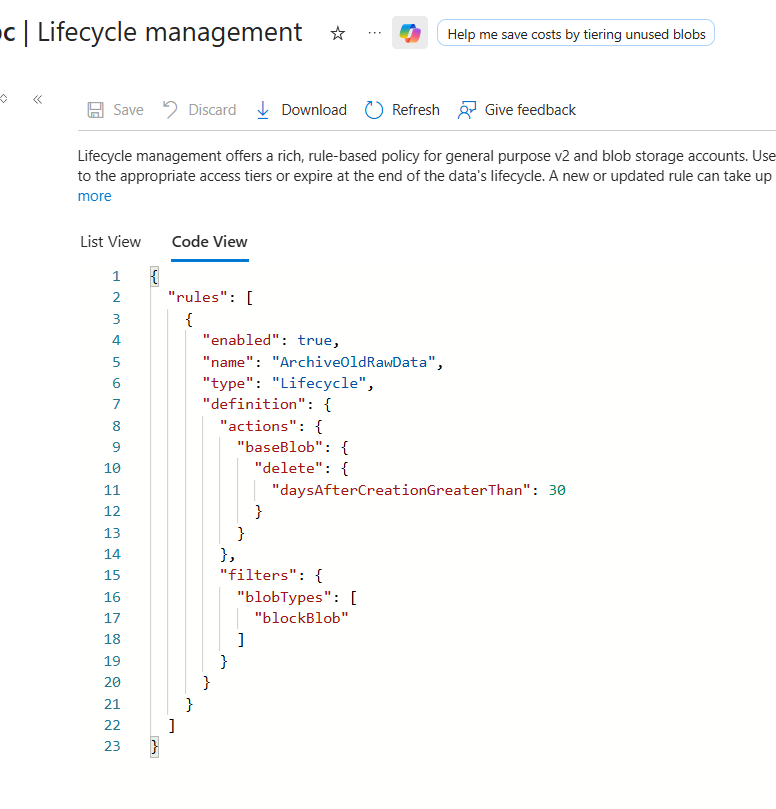 c | Lifecycle management ☆ ··· Help me save costs by tiering unused blobs
« Save Discard Download Refresh Give feedback
Lifecycle management offers a rich, rule-based policy for general purpose v2 and blob storage accounts. Use
to the appropriate access tiers or expire at the end of the data's lifecycle. A new or updated rule can take up
more
List View Code View
1 {
2 "rules": [
3 {
4 "enabled": true,
5 "name": "ArchiveOldRawData",
6 "type": "Lifecycle",
7 "definition": {
8 "actions": {
9 "baseBlob": {
10 "delete": {
11 "daysAfterCreationGreaterThan": 30
12 }
13 }
14 },
15 "filters": {
16 "blobTypes": [
17 "blockBlob"
18 ]
19 }
20 }
21 }
22 ]
23 }